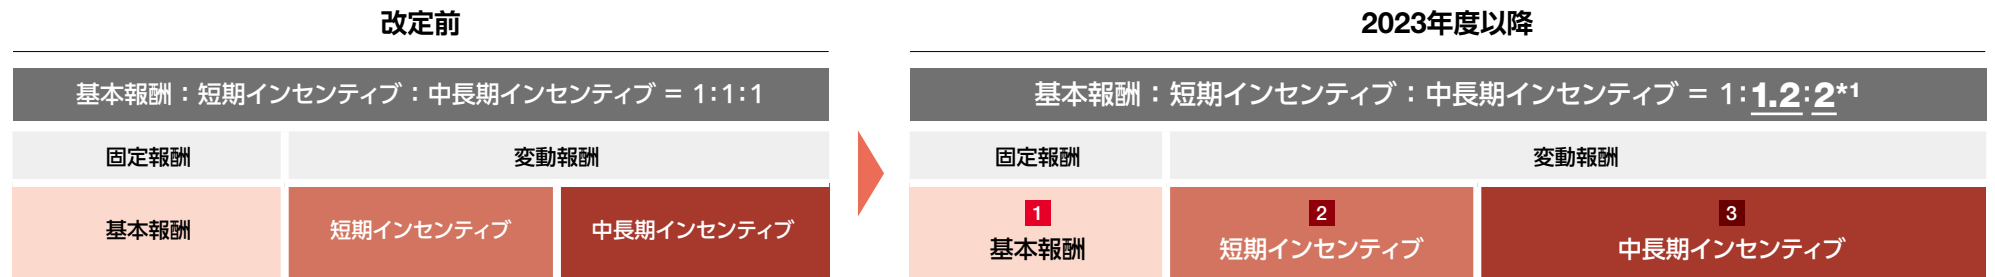 改定前
基本報酬：短期インセンティブ：中長期インセンティブ = 1:1:1
固定報酬
変動報酬
基本報酬
短期インセンティブ
中長期インセンティブ
2023年度以降
基本報酬：短期インセンティブ：中長期インセンティブ = 1:1.2:2*1
固定報酬
変動報酬
1
基本報酬
2
短期インセンティブ
3
中長期インセンティブ